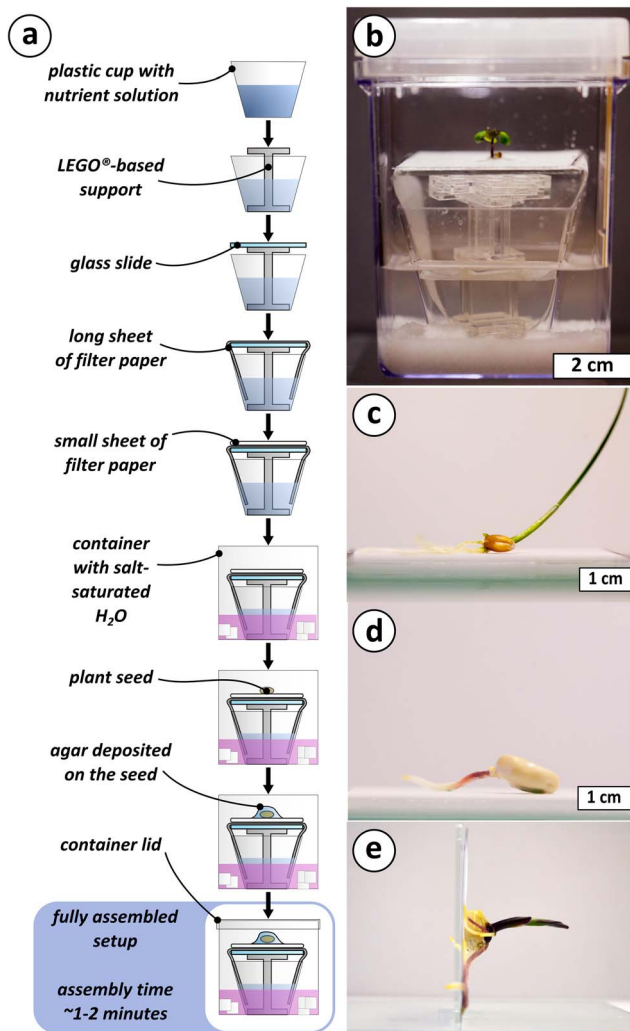 a
plastic cup with
nutrient solution
LEGO®-based
support
glass slide
long sheet
of filter paper
small sheet of
filter paper
container
with salt-
saturated
H₂O
plant seed
agar deposited
on the seed
container lid
fully assembled
setup
assembly time
~1-2 minutes
b
2 cm
c
1 cm
d
1 cm
e